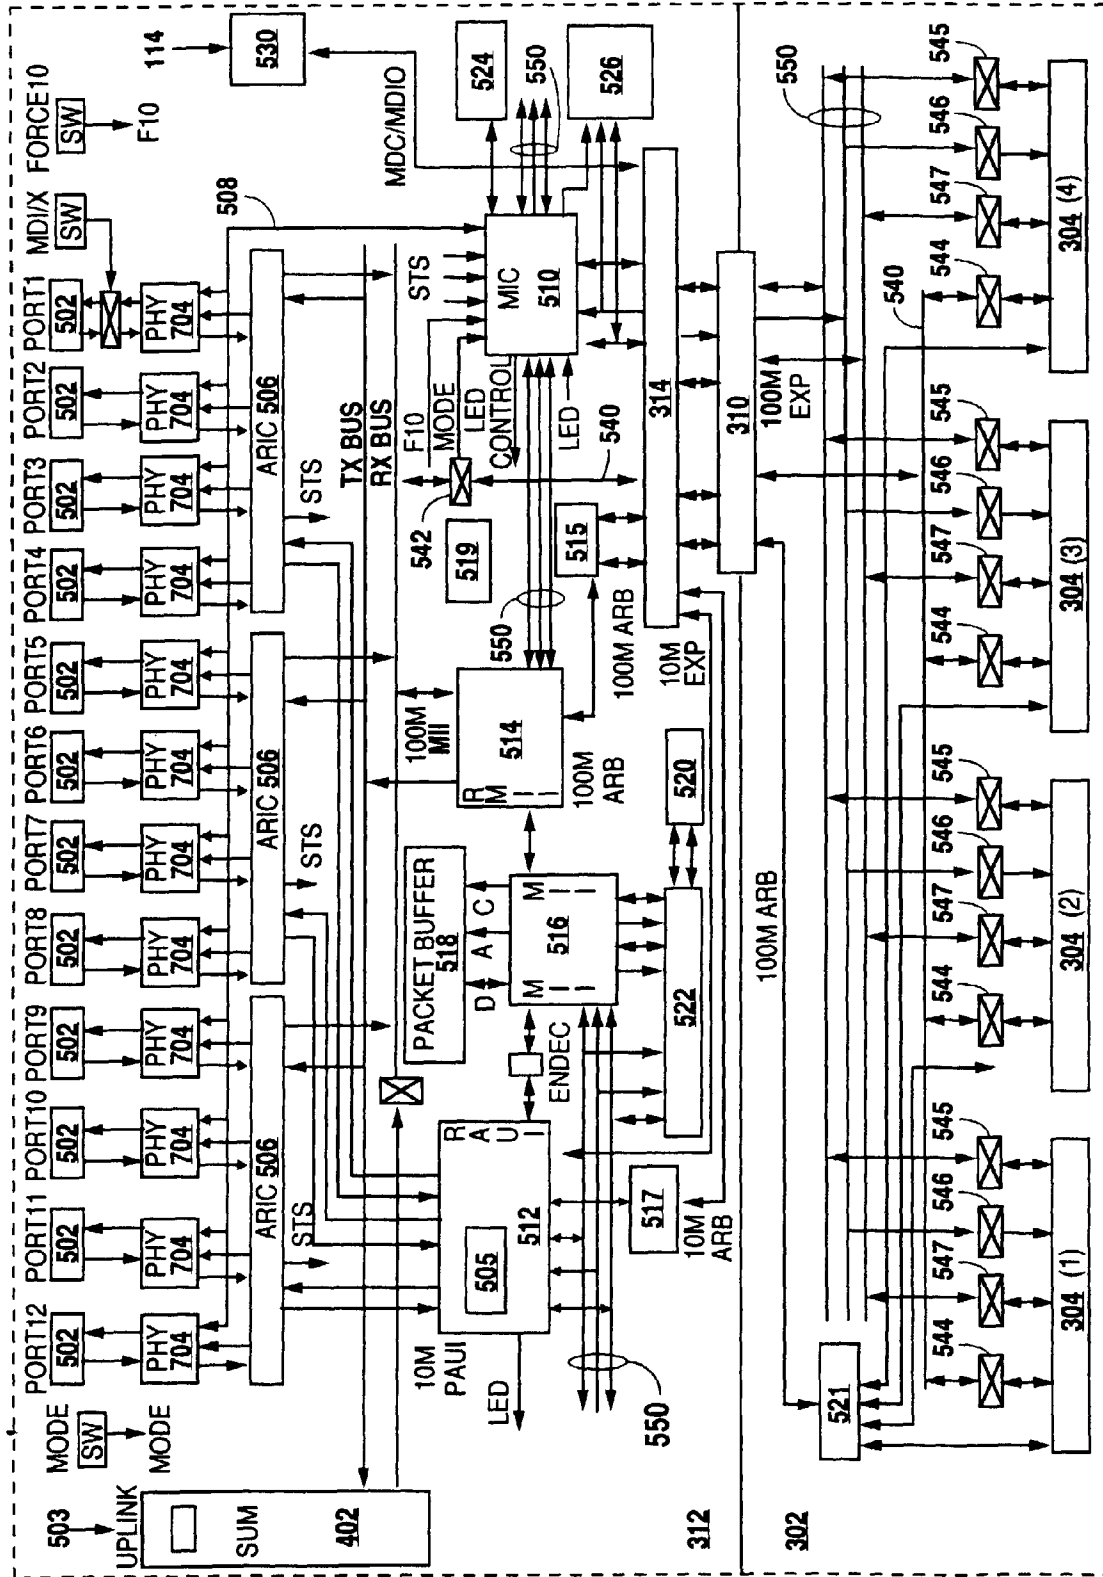 503
UPLINK
SUM
402
MODE
SW
MODE
PORT12
PORT11
PORT10
PORT9
PORT8
PORT7
PORT6
PORT5
PORT4
PORT3
PORT2
PORT1
MDI/X
SW
FORCE10
SW
F10
114
530
502
502
502
502
502
502
502
502
502
502
502
502
PHY
704
PHY
704
PHY
704
PHY
704
PHY
704
PHY
704
PHY
704
PHY
704
PHY
704
PHY
704
PHY
704
PHY
704
508
ARIC 506
ARIC 506
ARIC 506
STS
STS
STS
TX BUS
RX BUS
MDC/MDIO
10M
PAUI
LED
505
512
R
A
U
I
ENDEC
PACKET BUFFER
518
D A C
M
I
I
516
M
I
I
100M
MII
R
M
I
I
514
100M
ARB
550
542
519
F10
MODE
LED
CONTROL
STS
MIC
510
LED
524
550
526
540
515
100M ARB
520
522
517
10M
ARB
10M
EXP
314
310
550
312
302
100M ARB
100M
EXP
550
521
540
544
547
546
545
304 (1)
544
547
546
545
304 (2)
544
547
546
545
304 (3)
544
547
546
545
304 (4)